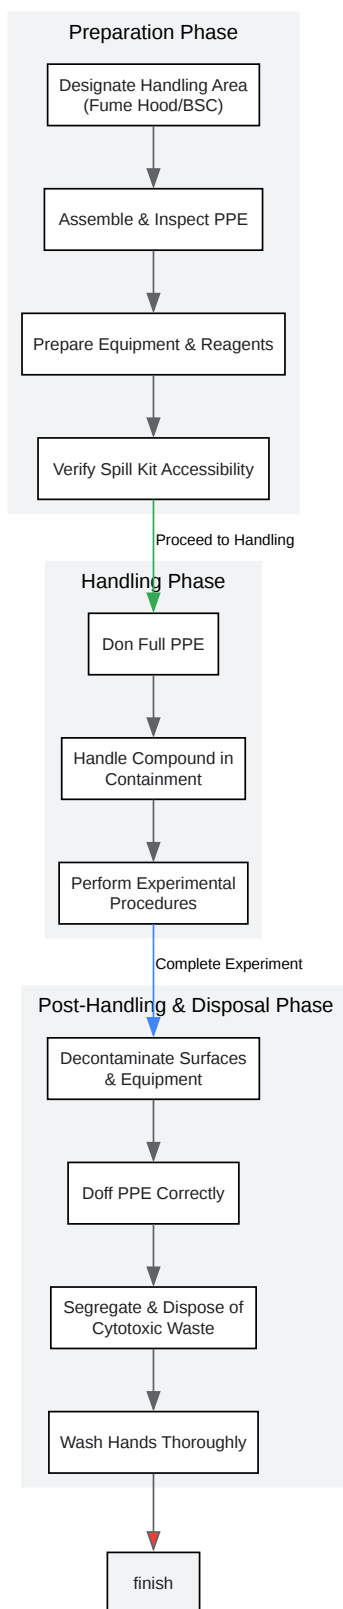 Preparation Phase
Designate Handling Area
(Fume Hood/BSC)
Assemble & Inspect PPE
Prepare Equipment & Reagents
Verify Spill Kit Accessibility
Proceed to Handling
Handling Phase
Don Full PPE
Handle Compound in
Containment
Perform Experimental
Procedures
Complete Experiment
Post-Handling & Disposal Phase
Decontaminate Surfaces
& Equipment
Doff PPE Correctly
Segregate & Dispose of
Cytotoxic Waste
Wash Hands Thoroughly
finish